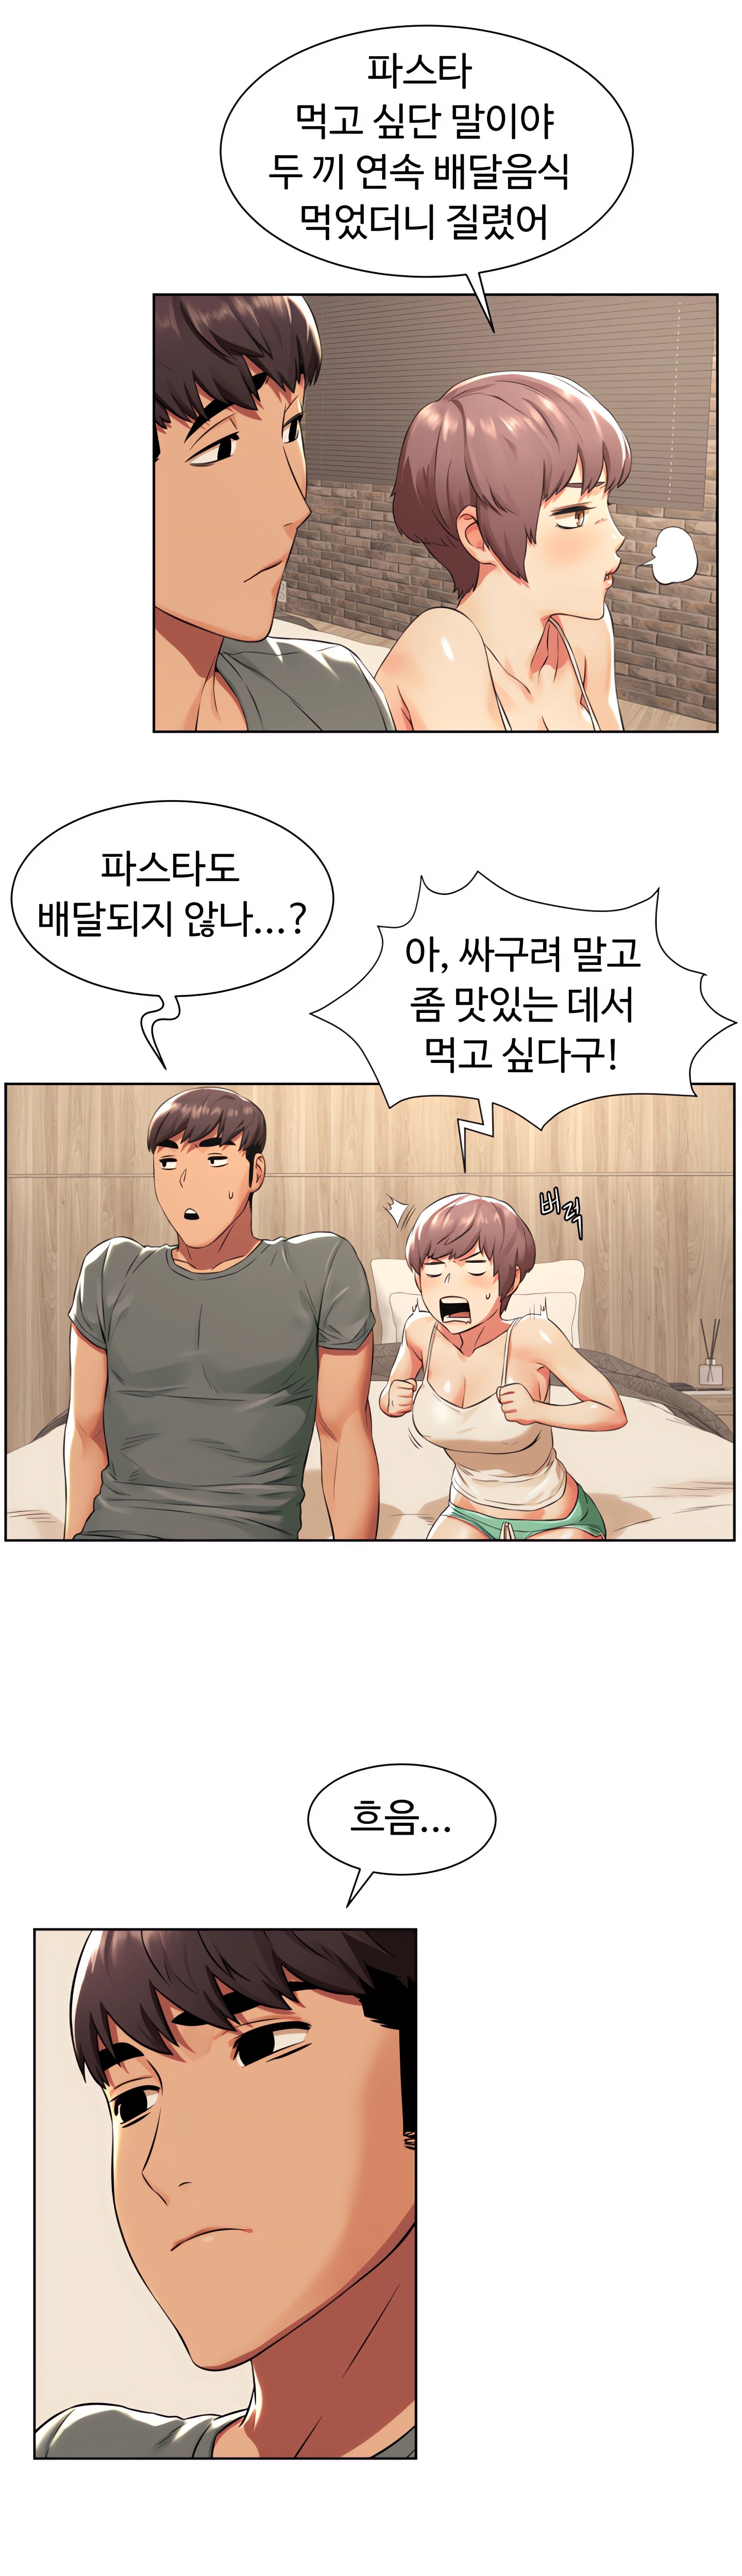 파스타
먹고 싶단 말이야
두 끼 연속 배달음식
먹었더니 질렸어
파스타도
배달되지 않나...?
아, 싸구려 말고
좀 맛있는 데서
먹고 싶다구!
버럭
흐음...